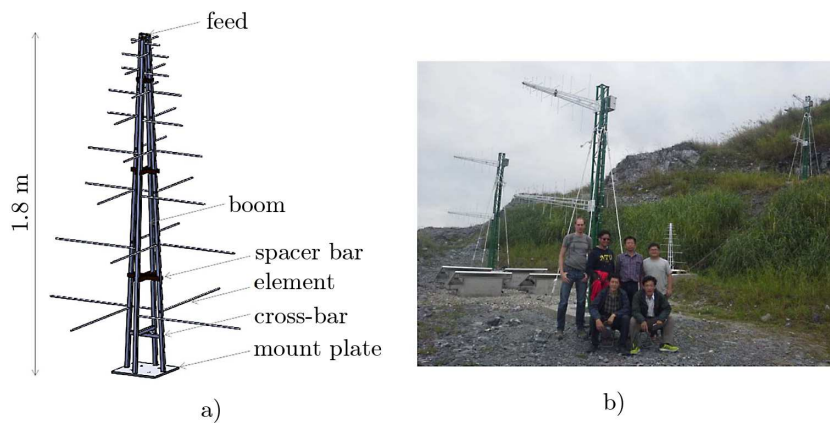 feed
1.8 m
boom
spacer bar
element
cross-bar
mount plate
a)
b)